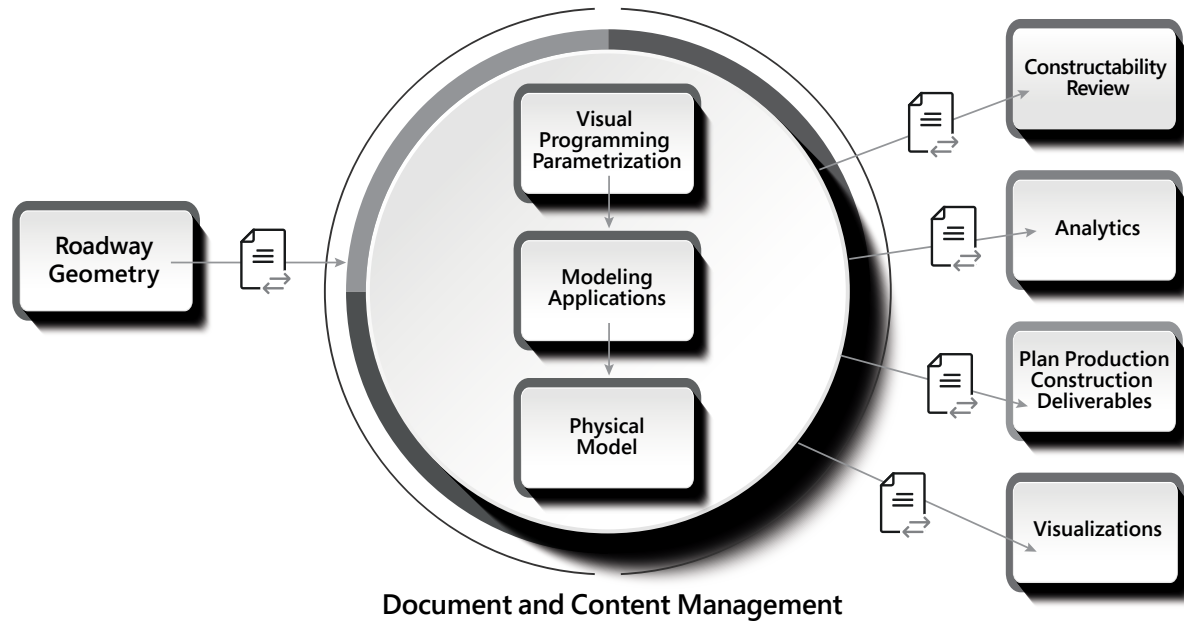 Roadway
Geometry
Visual
Programming
Parametrization
Modeling
Applications
Physical
Model
Constructability
Review
Analytics
Plan Production
Construction
Deliverables
Visualizations
Document and Content Management